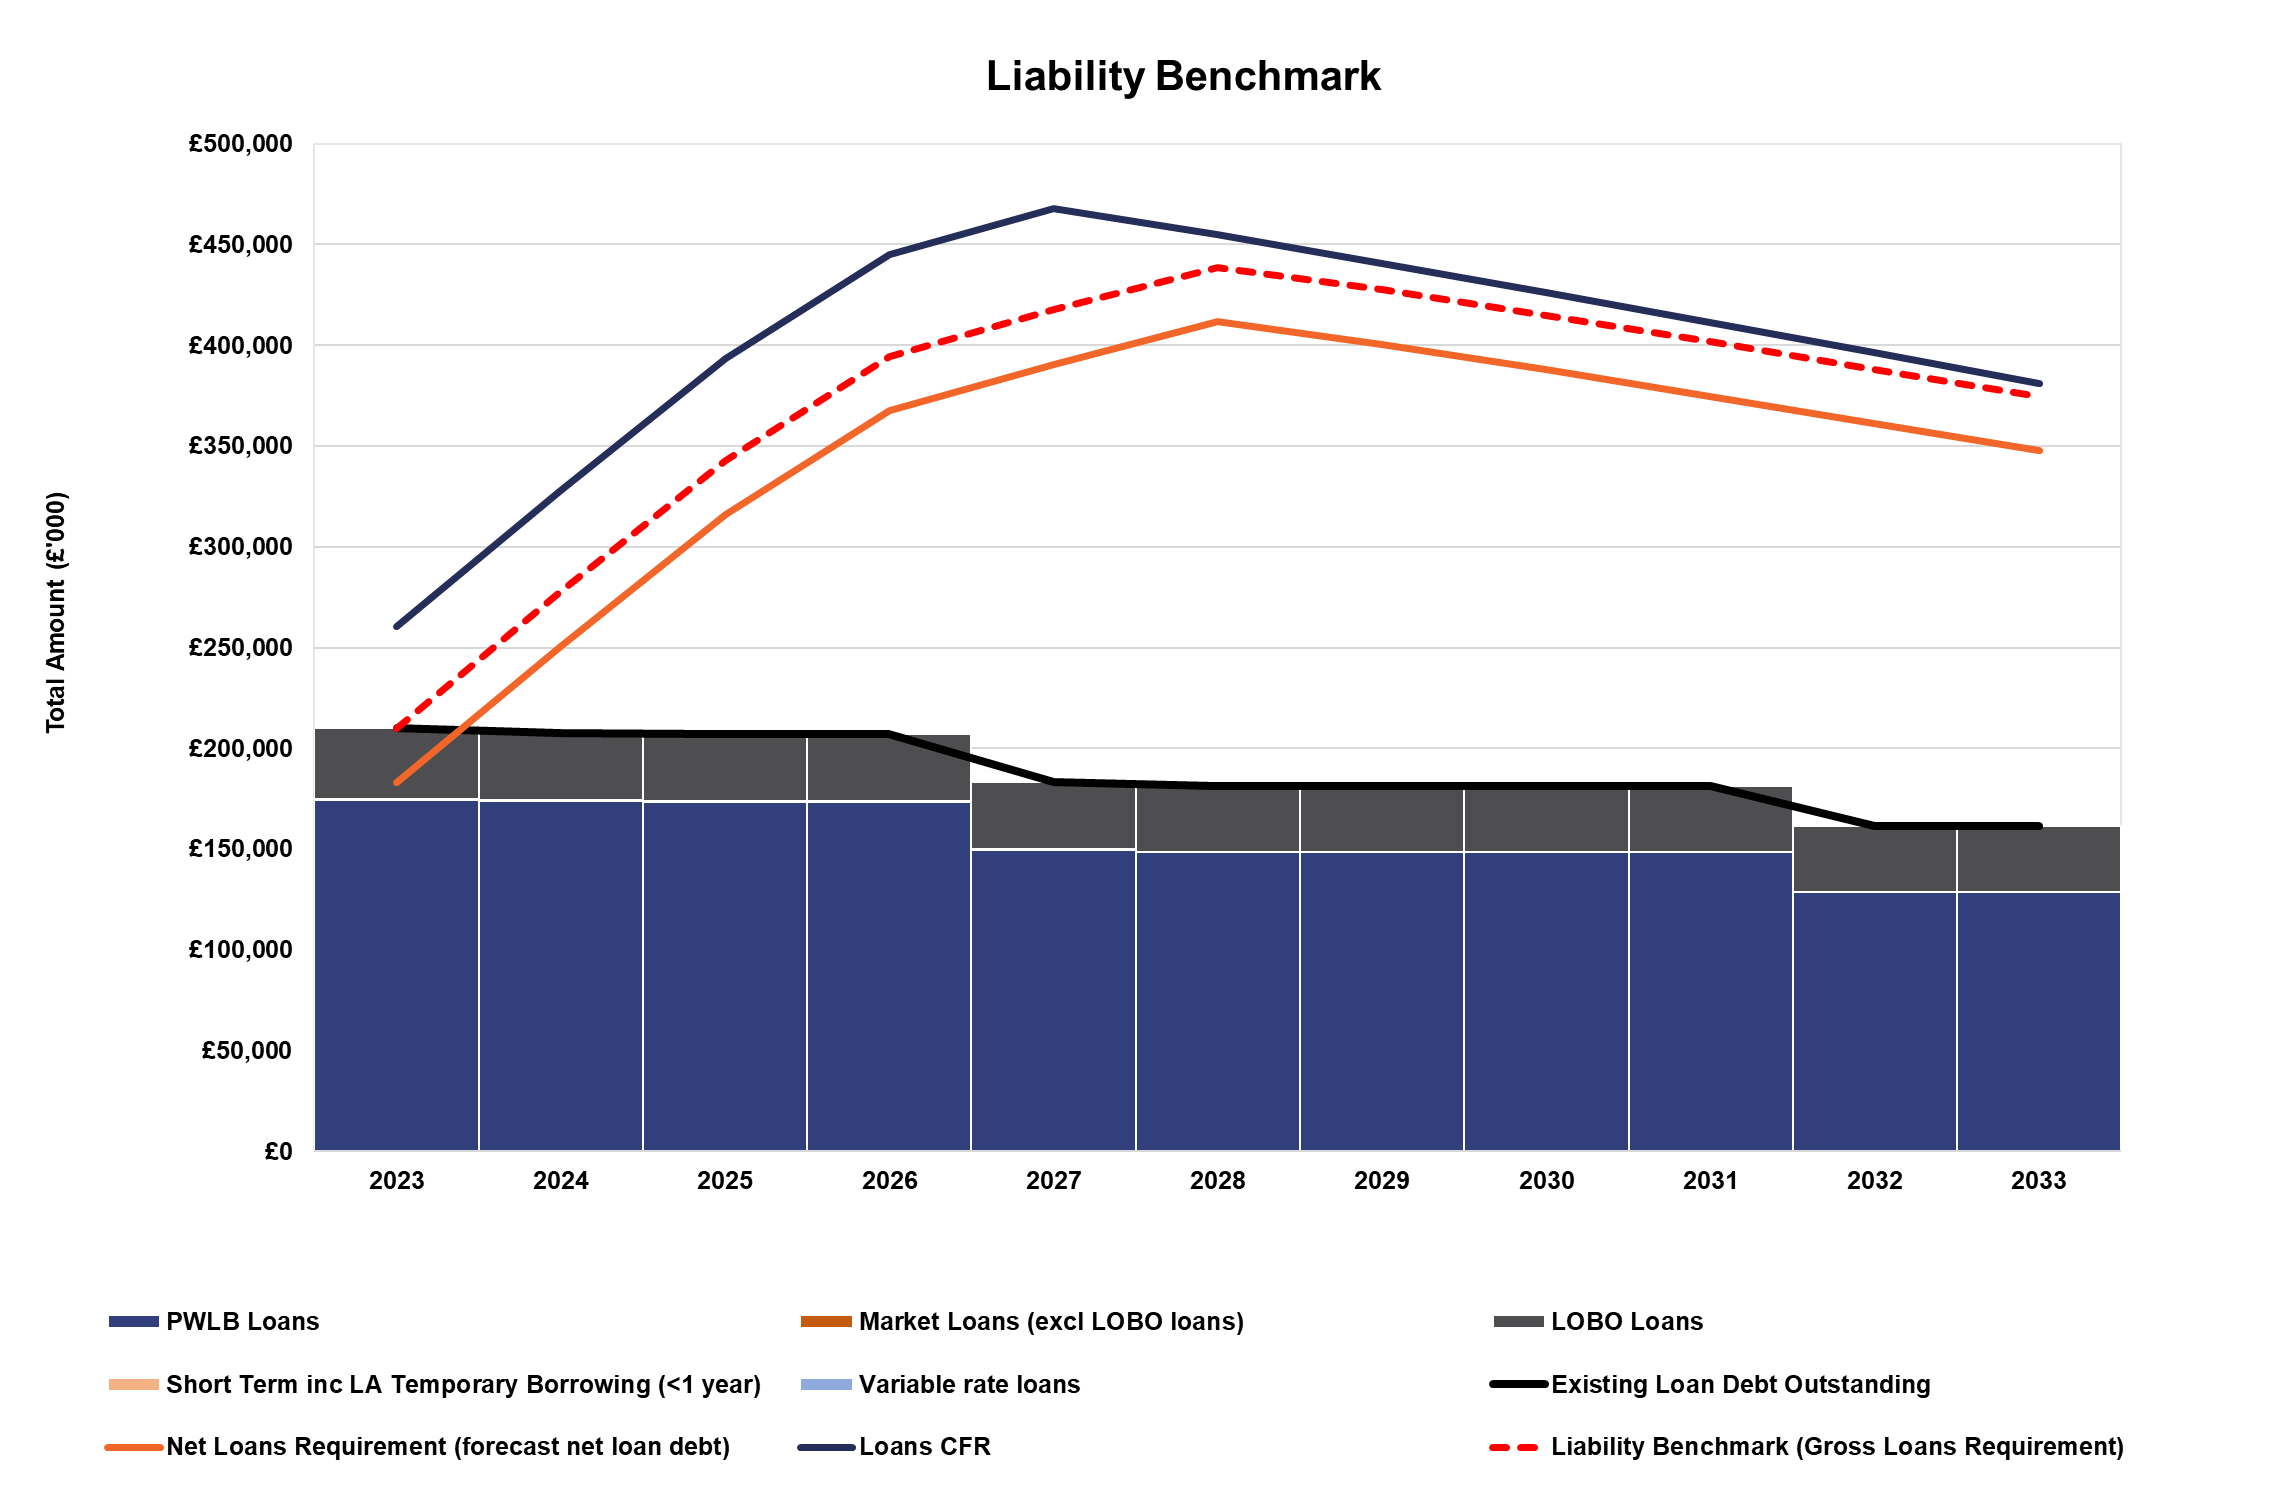 Liability Benchmark
Total Amount (£'000)
£500,000
£450,000
£400,000
£350,000
£300,000
£250,000
£200,000
£150,000
£100,000
£50,000
£0
2023 2024 2025 2026 2027 2028 2029 2030 2031 2032 2033
PWLB Loans Market Loans (excl LOBO loans) LOBO Loans
Short Term inc LA Temporary Borrowing (<1 year) Variable rate loans Existing Loan Debt Outstanding
Net Loans Requirement (forecast net loan debt) Loans CFR Liability Benchmark (Gross Loans Requirement)